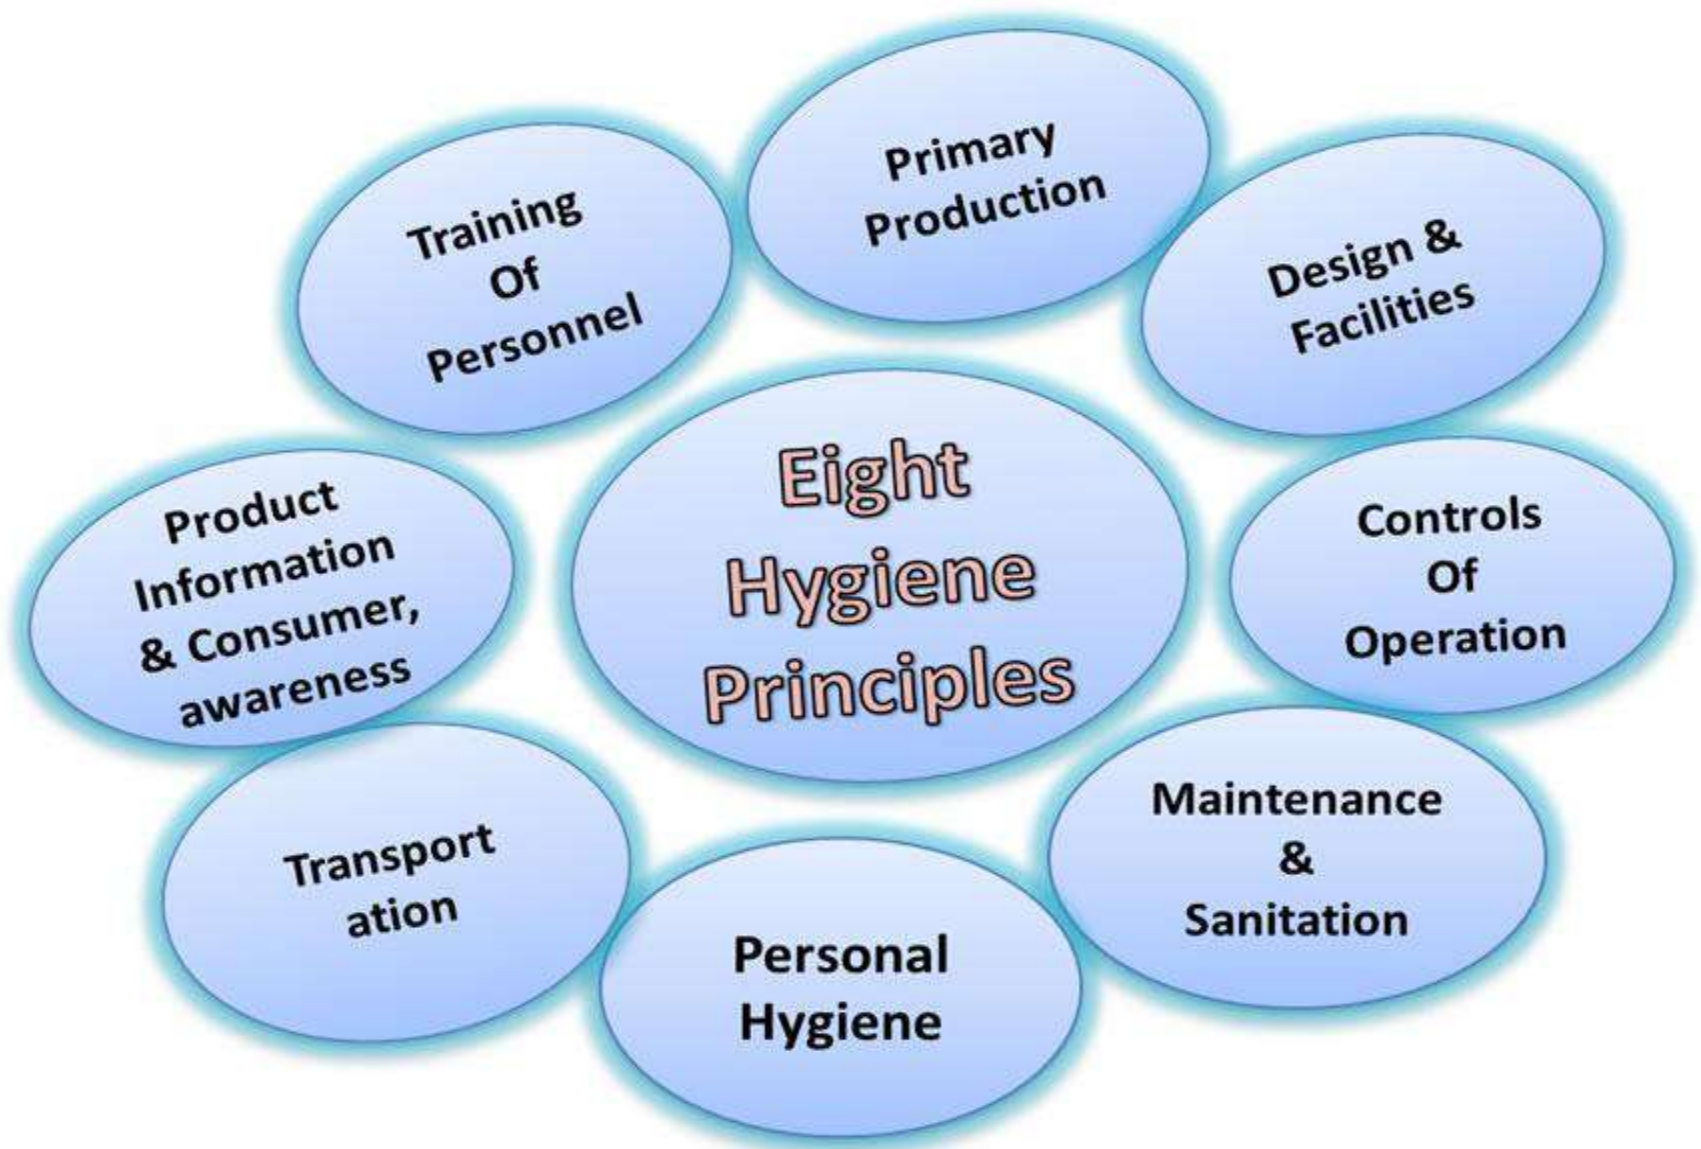 Primary
Production
Training
Of
Personnel
Design &
Facilities
Eight
Hygiene
Principles
Product
Information
& Consumer,
awareness
Controls
Of
Operation
Maintenance
&
Sanitation
Transport
ation
Personal
Hygiene